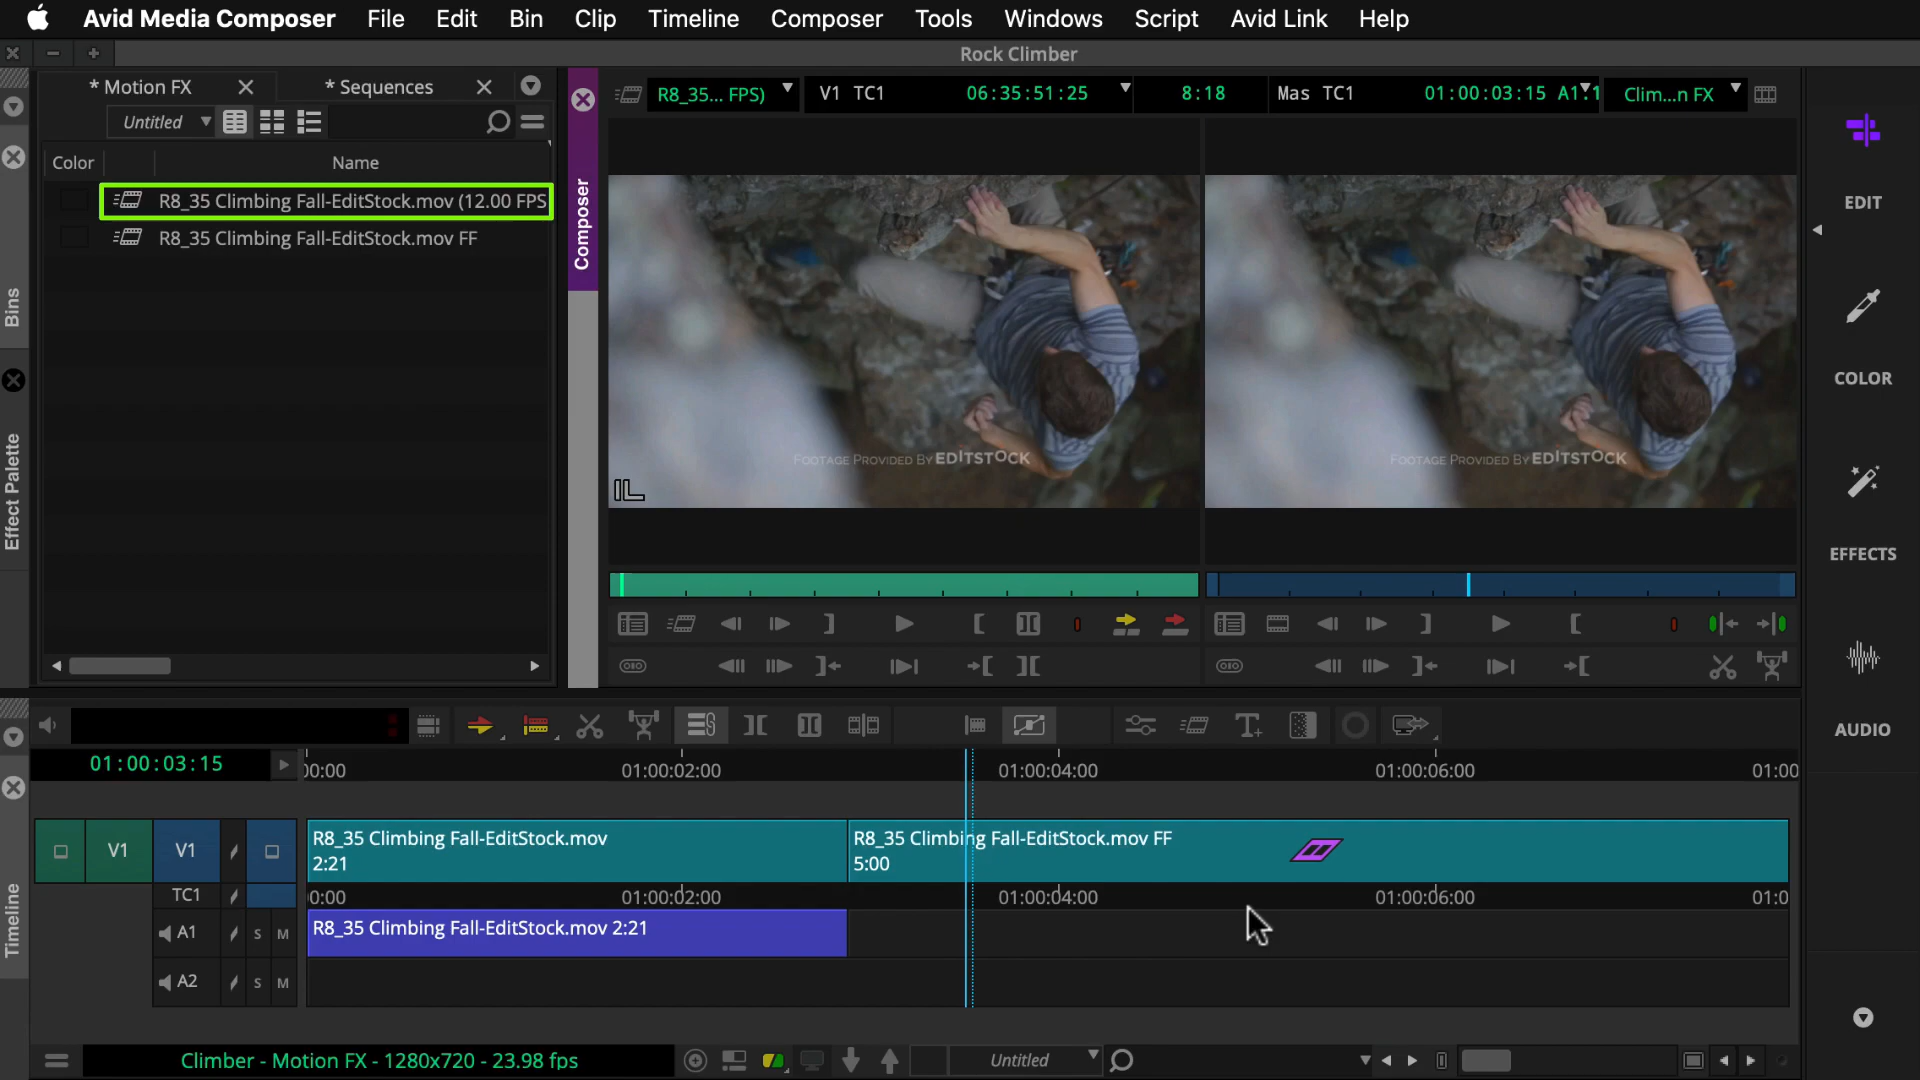 Avid Media Composer File Edit Bin Clip Timeline Composer Tools Windows Script Avid Link Help
Rock Climber
* Motion FX
* Sequences
Untitled
Color
Name
R8_35 Climbing Fall-EditStock.mov (12.00 FPS
R8_35 Climbing Fall-EditStock.mov FF
Bins
Effect Palette
Composer
R8_35... FPS)
V1 TC1
06:35:51:25
8:18
Mas TC1
01:00:03:15 A1.1
Clim...n FX
FOOTAGE PROVIDED BY EDITSTOCK
FOOTAGE PROVIDED BY EDITSTOCK
EDIT
COLOR
EFFECTS
AUDIO
01:00:03:15
00:00
01:00:02:00
01:00:04:00
01:00:06:00
01:00
V1
V1
R8_35 Climbing Fall-EditStock.mov
2:21
R8_35 Climbing Fall-EditStock.mov FF
5:00
TC1
00:00
01:00:02:00
01:00:04:00
01:00:06:00
01:0
A1
S M
R8_35 Climbing Fall-EditStock.mov 2:21
A2
S M
Timeline
Climber - Motion FX - 1280x720 - 23.98 fps
Untitled